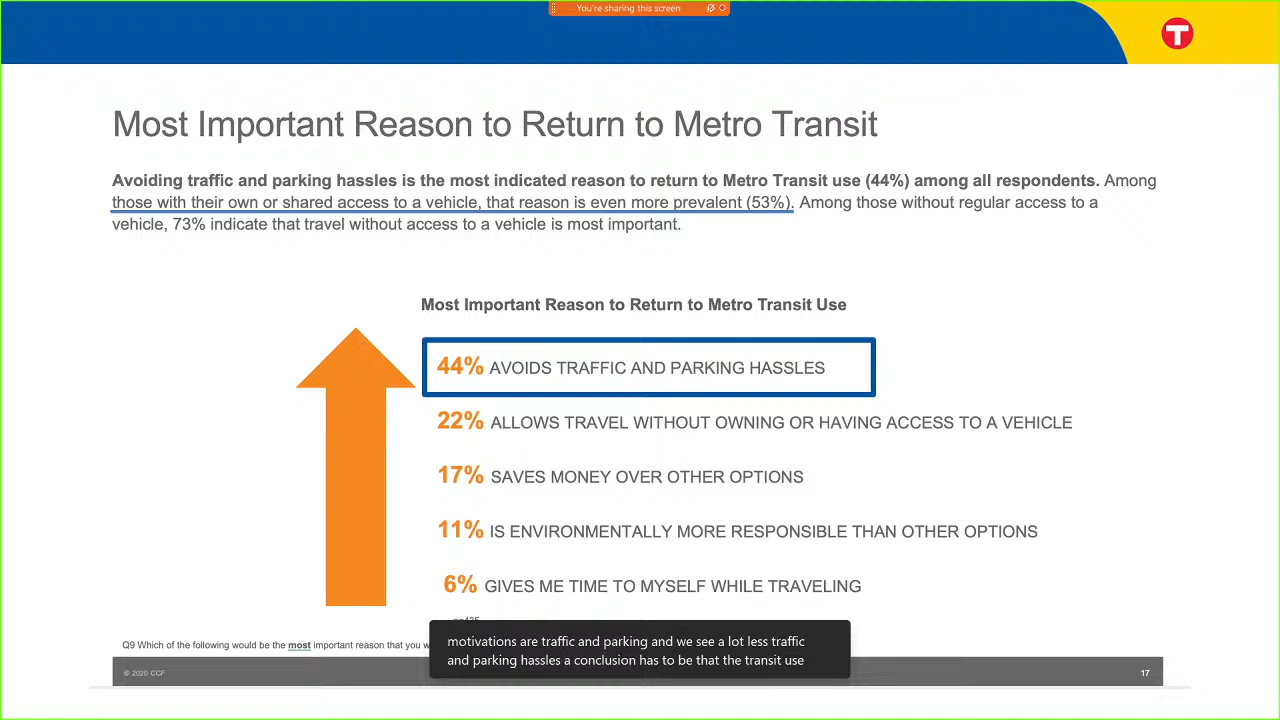 You're sharing this screen
T
Most Important Reason to Return to Metro Transit
Avoiding traffic and parking hassles is the most indicated reason to return to Metro Transit use (44%) among all respondents. Among
those with their own or shared access to a vehicle, that reason is even more prevalent (53%). Among those without regular access to a
vehicle, 73% indicate that travel without access to a vehicle is most important.
Most Important Reason to Return to Metro Transit Use
44% AVOIDS TRAFFIC AND PARKING HASSLES
22% ALLOWS TRAVEL WITHOUT OWNING OR HAVING ACCESS TO A VEHICLE
17% SAVES MONEY OVER OTHER OPTIONS
11% IS ENVIRONMENTALLY MORE RESPONSIBLE THAN OTHER OPTIONS
6% GIVES ME TIME TO MYSELF WHILE TRAVELING
Q9 Which of the following would be the most important reason that you
motivations are traffic and parking and we see a lot less traffic
and parking hassles a conclusion has to be that the transit use
© 2020 CCF
17